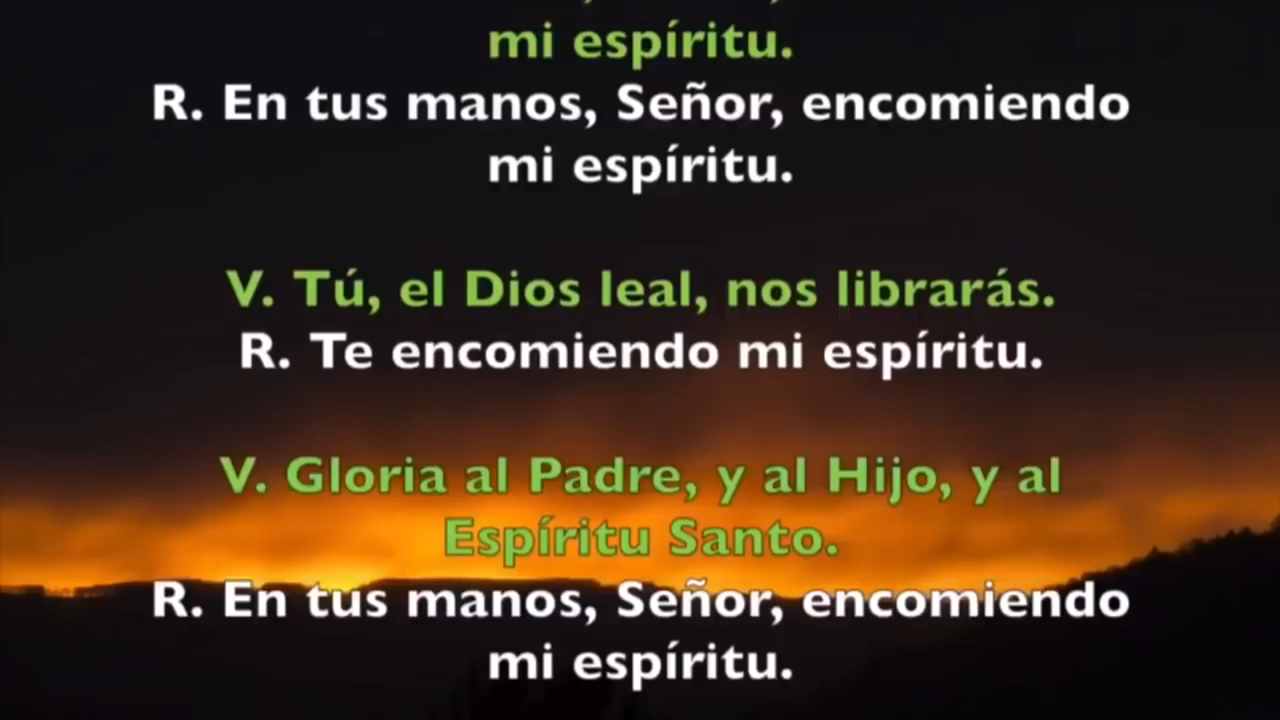 mi espíritu.
R. En tus manos, Señor, encomiendo
mi espíritu.
V. Tú, el Dios leal, nos librarás.
R. Te encomiendo mi espíritu.
V. Gloria al Padre, y al Hijo, y al
Espíritu Santo.
R. En tus manos, Señor, encomiendo
mi espíritu.